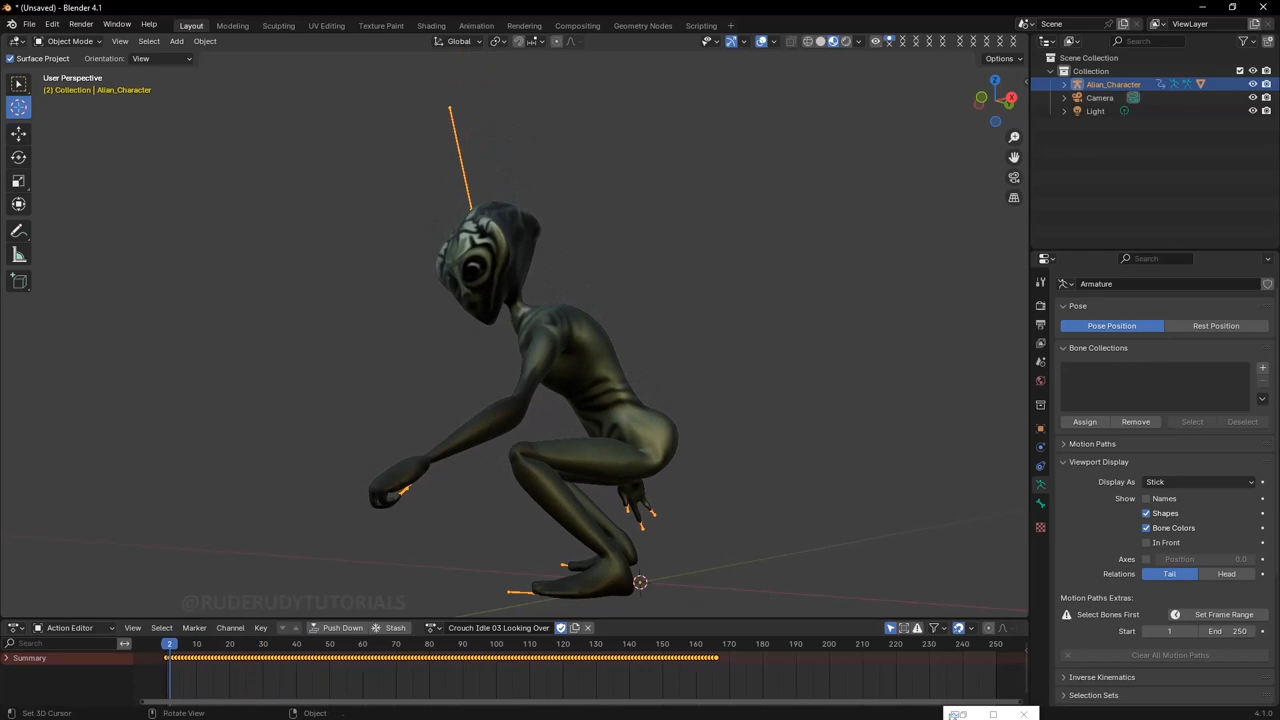 * (Unsaved) - Blender 4.1
File Edit Render Window Help Layout Modeling Sculpting UV Editing Texture Paint Shading Animation Rendering Compositing Geometry Nodes Scripting + Scene ViewLayer
Object Mode View Select Add Object Global Search
Surface Project Orientation: View Options
User Perspective
(2) Collection | Alian_Character
Scene Collection
Collection
Alian_Character
Camera
Light
Search
Armature
Pose
Pose Position Rest Position
Bone Collections
Assign Remove Select Deselect
Motion Paths
Viewport Display
Display As Stick
Show Names
Shapes
Bone Colors
In Front
Axes Position 0.0
Relations Tail Head
Motion Paths Extras:
Select Bones First Set Frame Range
Start 1 End 250
Clear All Motion Paths
Inverse Kinematics
Selection Sets
@RUDERUDYTUTORIALS
Action Editor View Select Marker Channel Key Push Down Stash Crouch Idle 03 Looking Over
Search 2 10 20 30 40 50 60 70 80 90 100 110 120 130 140 150 160 170 180 190 200 210 220 230 240 250
Summary
Set 3D Cursor Rotate View Object 4.1.0